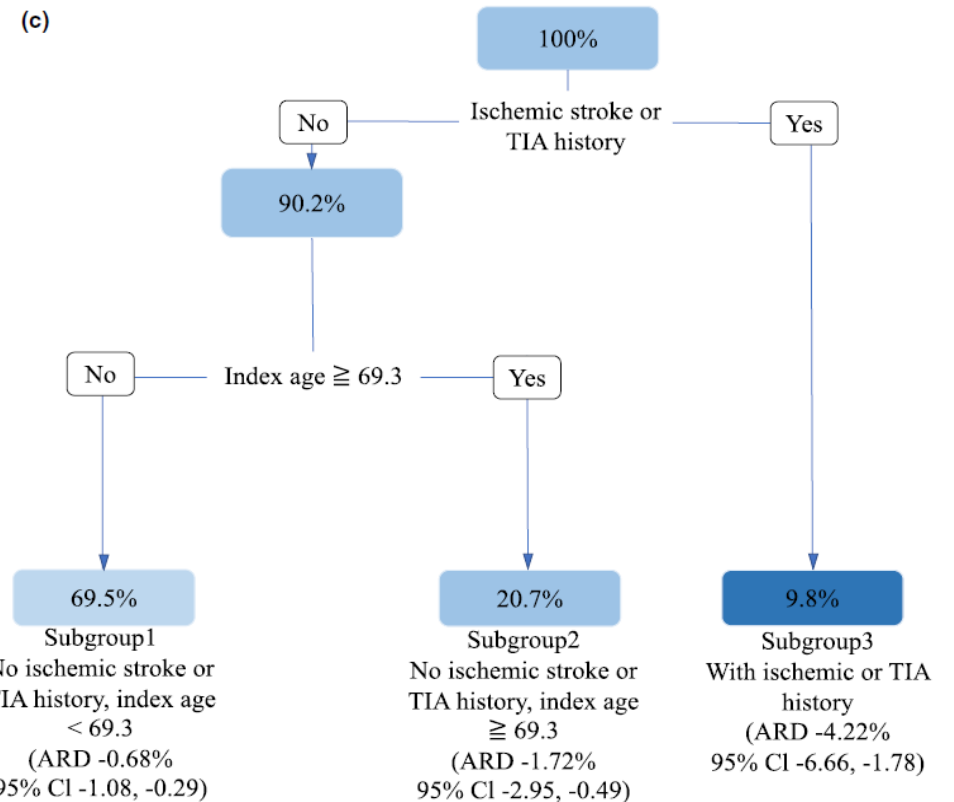 (c)
100%
Ischemic stroke or
TIA history
No
Yes
90.2%
No
Index age ≧ 69.3
Yes
69.5%
Subgroup1
No ischemic stroke or
TIA history, index age
< 69.3
(ARD -0.68%
95% Cl -1.08, -0.29)
20.7%
Subgroup2
No ischemic stroke or
TIA history, index age
≧ 69.3
(ARD -1.72%
95% Cl -2.95, -0.49)
9.8%
Subgroup3
With ischemic or TIA
history
(ARD -4.22%
95% Cl -6.66, -1.78)